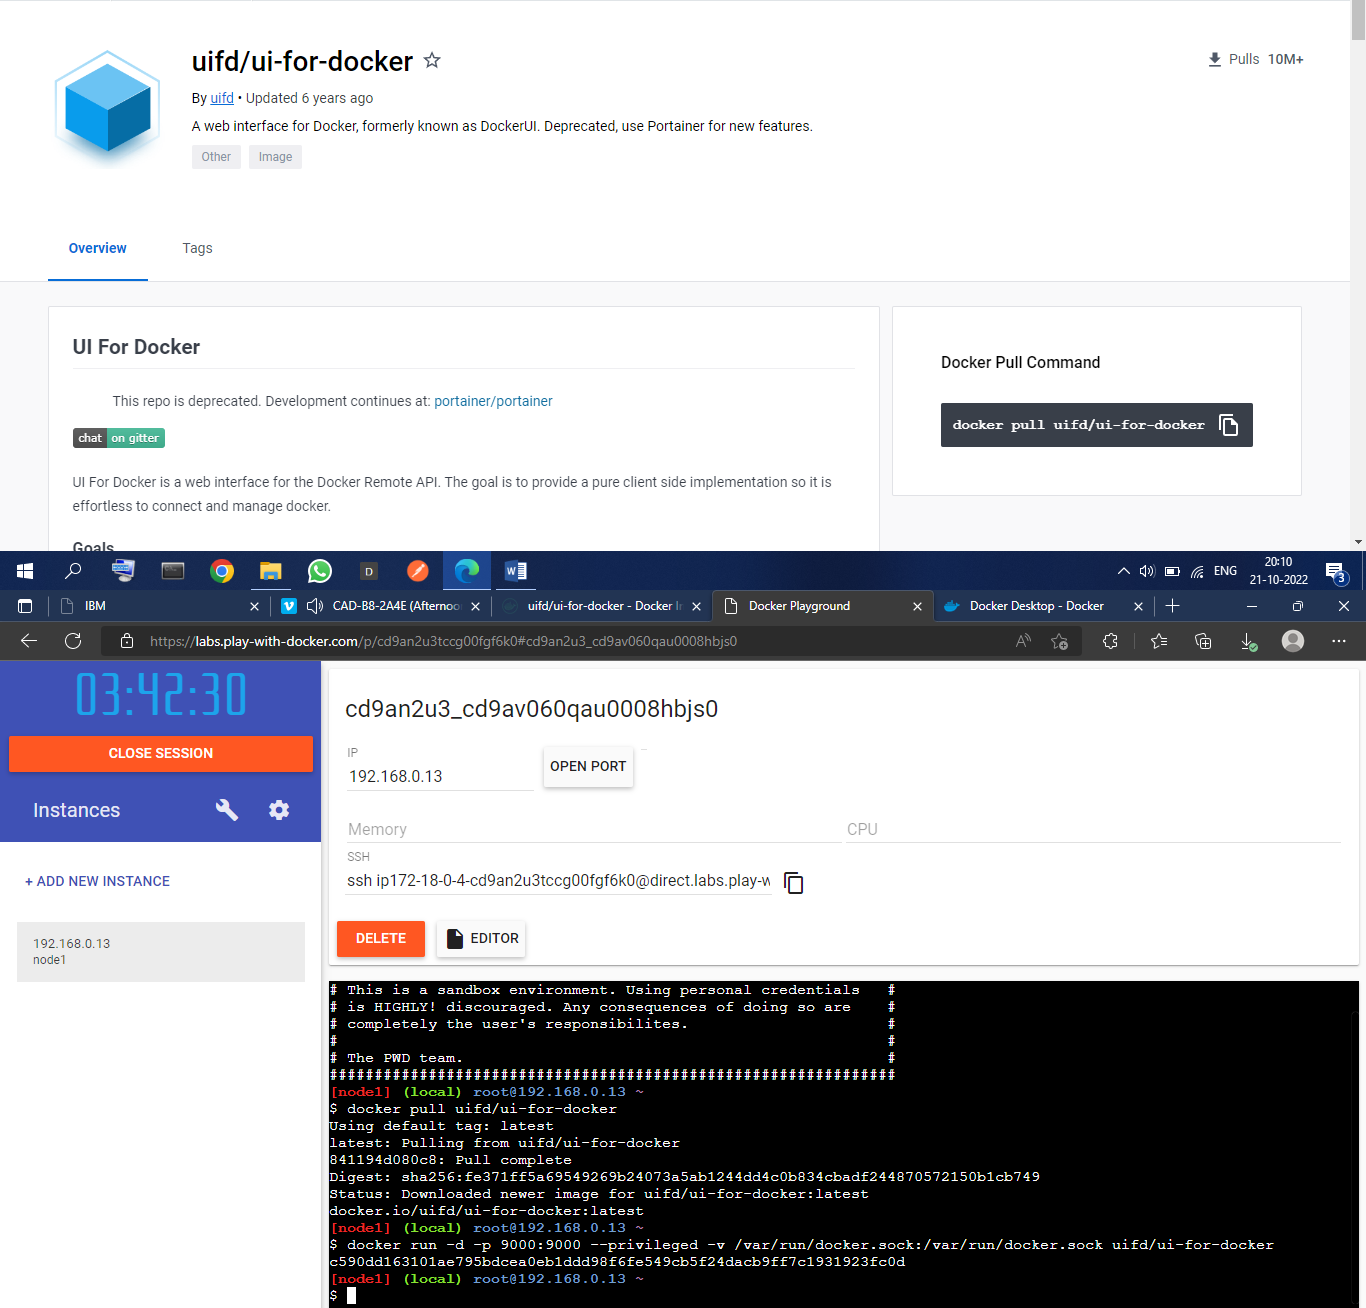 uifd/ui-for-docker
Pulls 10M+
By uifd • Updated 6 years ago
A web interface for Docker, formerly known as DockerUI. Deprecated, use Portainer for new features.
Other Image
Overview Tags
UI For Docker
This repo is deprecated. Development continues at: portainer/portainer
chat on gitter
UI For Docker is a web interface for the Docker Remote API. The goal is to provide a pure client side implementation so it is
effortless to connect and manage docker.
Goals
Docker Pull Command
docker pull uifd/ui-for-docker
D
W
ENG
20:10
21-10-2022
3
IBM
CAD-B8-2A4E (Afternoo
uifd/ui-for-docker - Docker I
Docker Playground
Docker Desktop - Docker
https://labs.play-with-docker.com/p/cd9an2u3tccg00fgf6k0#cd9an2u3_cd9av060qau0008hbjs0
03:42:30
CLOSE SESSION
Instances
+ ADD NEW INSTANCE
192.168.0.13
node1
cd9an2u3_cd9av060qau0008hbjs0
IP
192.168.0.13
OPEN PORT
Memory
CPU
SSH
ssh ip172-18-0-4-cd9an2u3tccg00fgf6k0@direct.labs.play-w
DELETE
EDITOR
# This is a sandbox environment. Using personal credentials #
# is HIGHLY! discouraged. Any consequences of doing so are #
# completely the user's responsibilites. #
# #
# The PWD team. #
###############################################################
[node1] (local) root@192.168.0.13 ~
$ docker pull uifd/ui-for-docker
Using default tag: latest
latest: Pulling from uifd/ui-for-docker
841194d080c8: Pull complete
Digest: sha256:fe371ff5a69549269b24073a5ab1244dd4c0b834cbadf244870572150b1cb749
Status: Downloaded newer image for uifd/ui-for-docker:latest
docker.io/uifd/ui-for-docker:latest
[node1] (local) root@192.168.0.13 ~
$ docker run -d -p 9000:9000 --privileged -v /var/run/docker.sock:/var/run/docker.sock uifd/ui-for-docker
c590dd163101ae795bdcea0eb1ddd98f6fe549cb5f24dacb9ff7c1931923fc0d
[node1] (local) root@192.168.0.13 ~
$